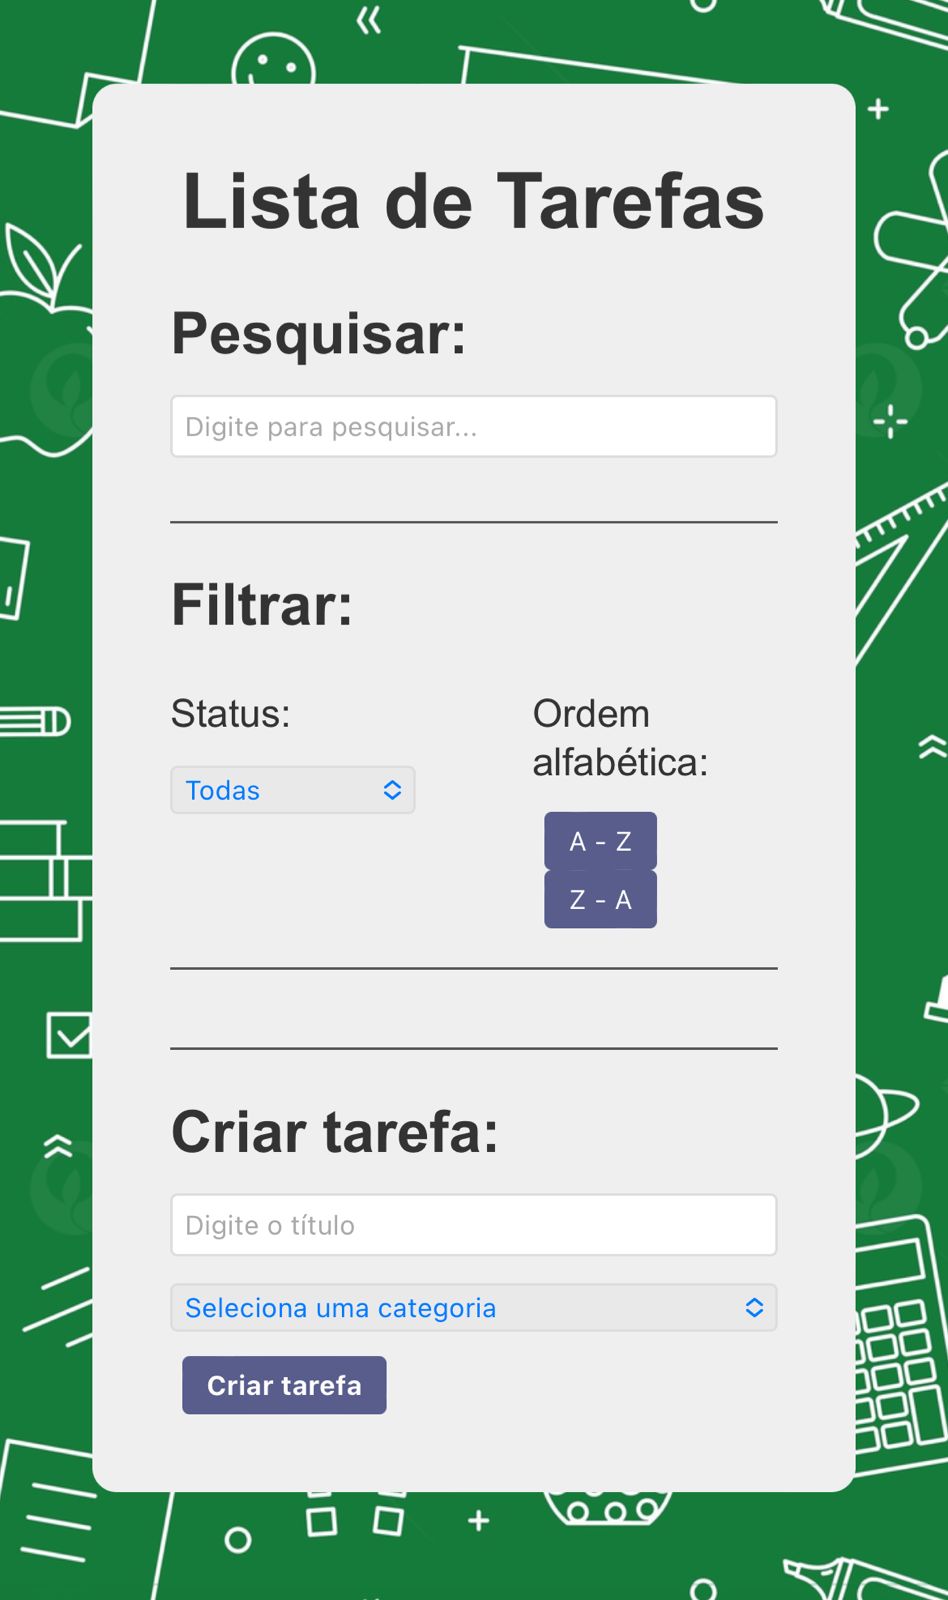 Lista de Tarefas
Pesquisar:
Digite para pesquisar...
Filtrar:
Status:
Todas
Ordem
alfabética:
A - Z
Z - A
Criar tarefa:
Digite o título
Seleciona uma categoria
Criar tarefa